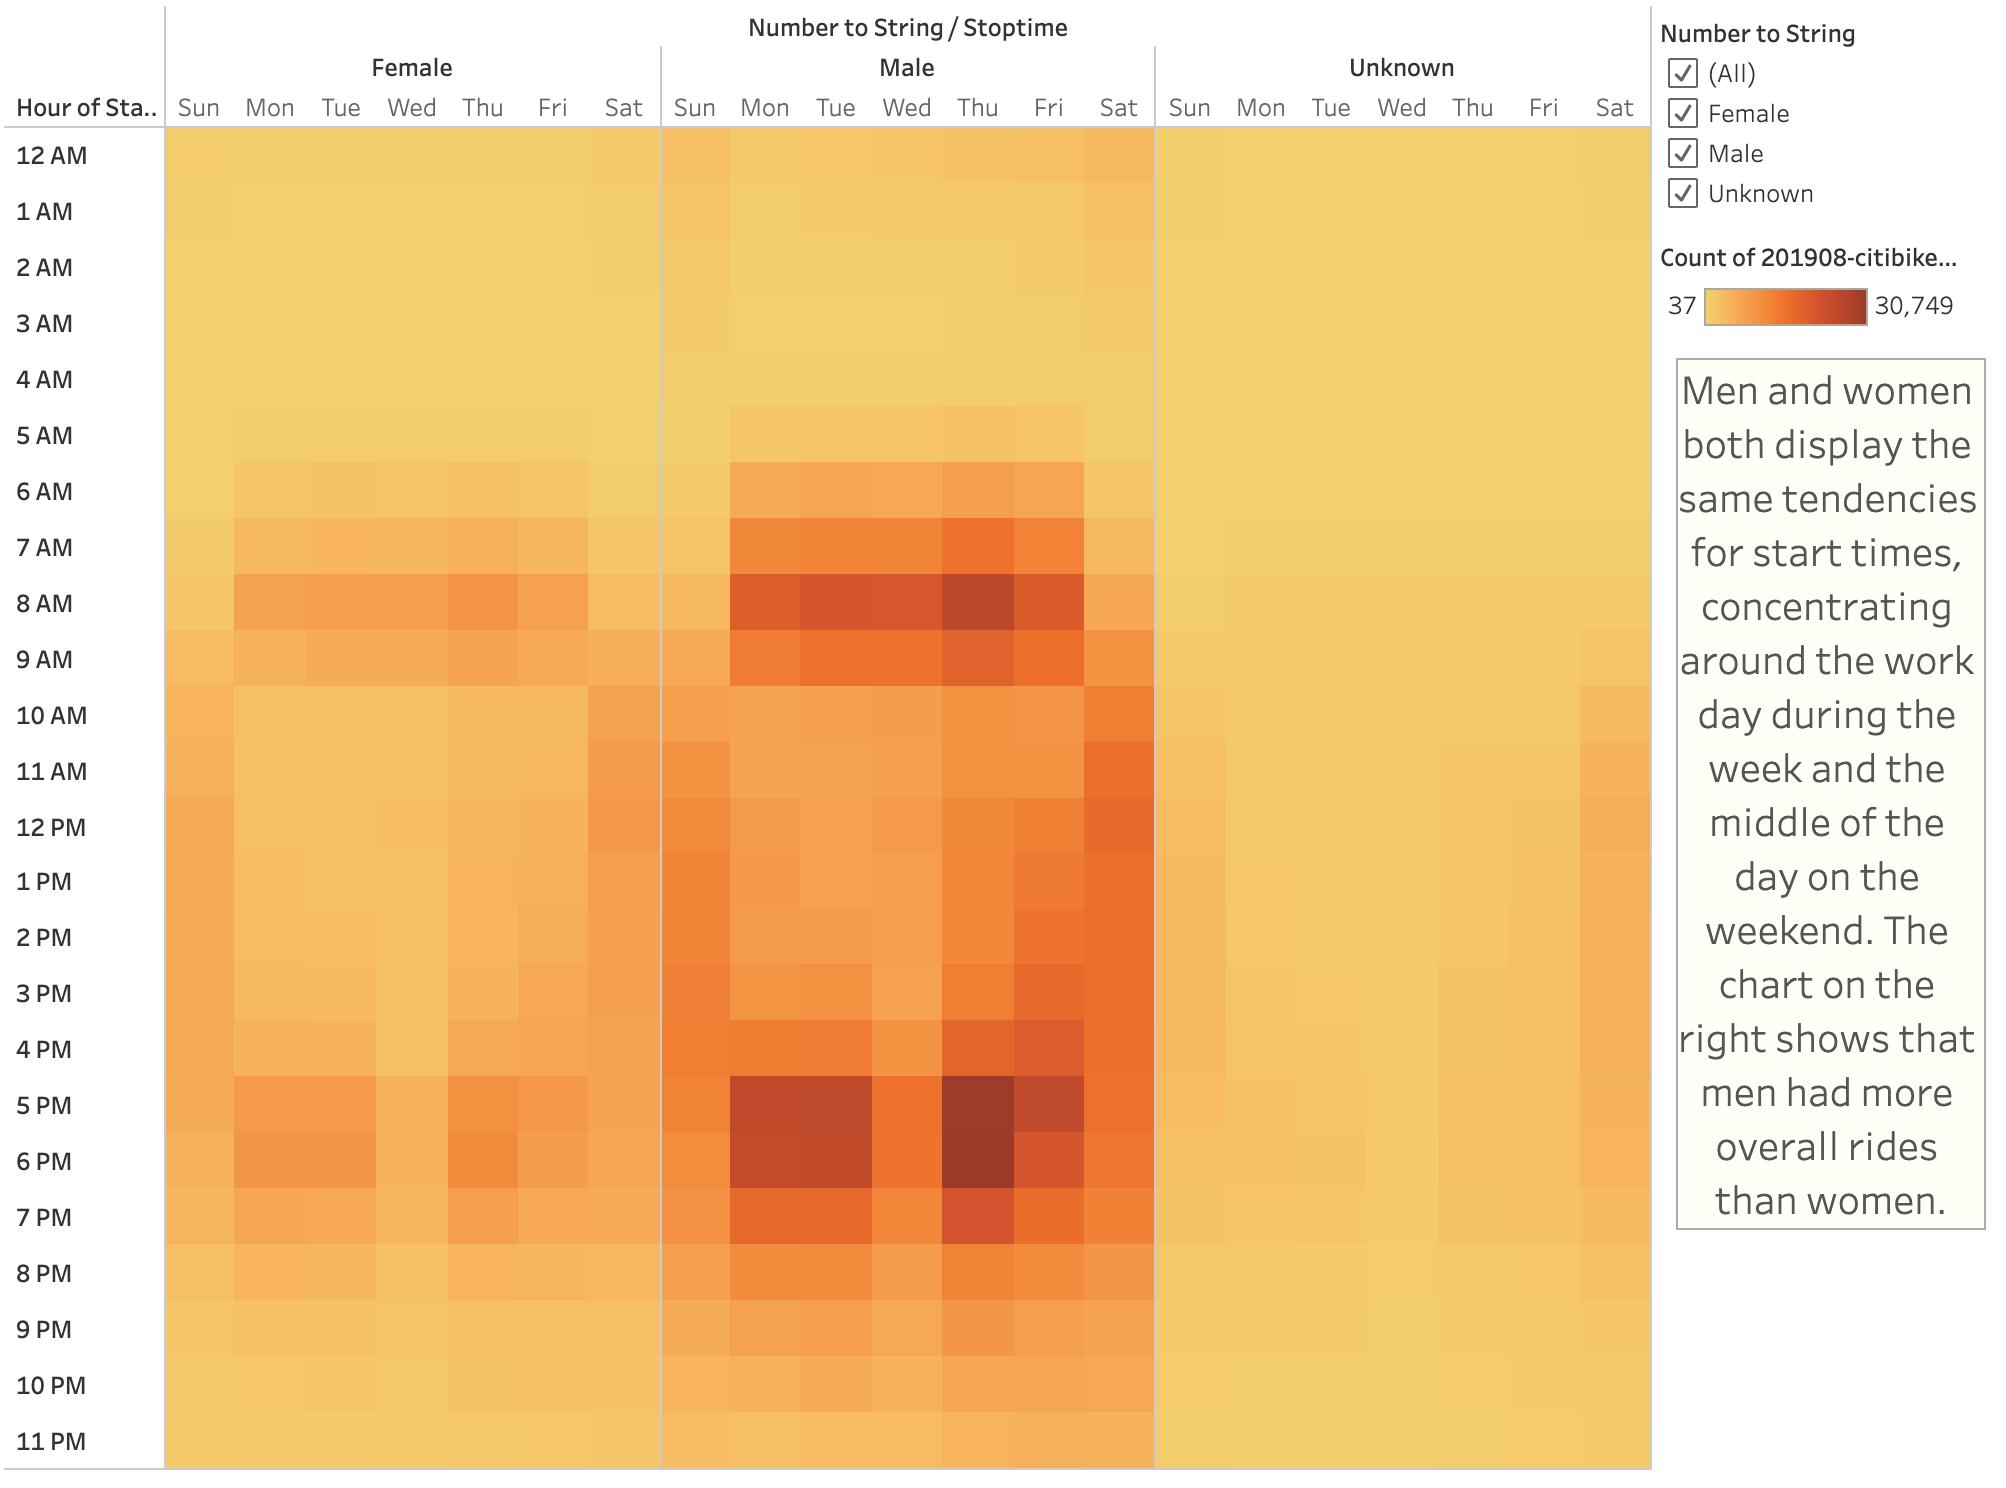 Number to String / Stoptime
Female Male Unknown
Hour of Sta.. Sun Mon Tue Wed Thu Fri Sat Sun Mon Tue Wed Thu Fri Sat Sun Mon Tue Wed Thu Fri Sat
12 AM
1 AM
2 AM
3 AM
4 AM
5 AM
6 AM
7 AM
8 AM
9 AM
10 AM
11 AM
12 PM
1 PM
2 PM
3 PM
4 PM
5 PM
6 PM
7 PM
8 PM
9 PM
10 PM
11 PM
Number to String
(All)
Female
Male
Unknown
Count of 201908-citibike...
37 30,749
Men and women
both display the
same tendencies
for start times,
concentrating
around the work
day during the
week and the
middle of the
day on the
weekend. The
chart on the
right shows that
men had more
overall rides
than women.